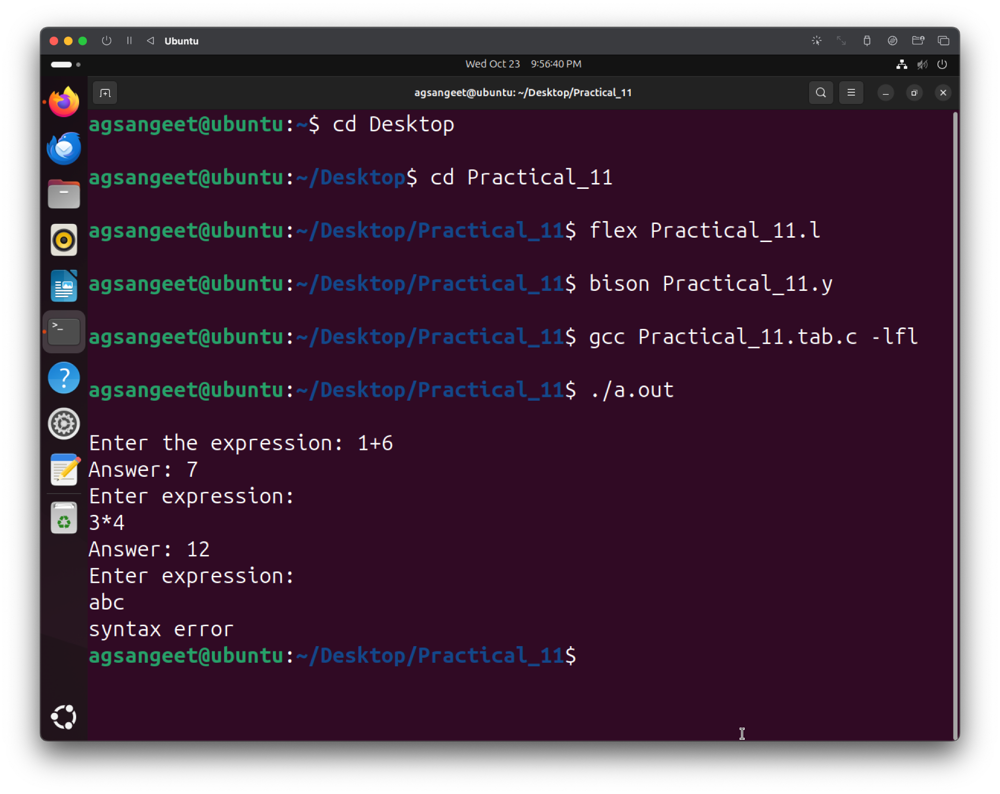 Ubuntu
Wed Oct 23 9:56:40 PM
agsangeet@ubuntu: ~/Desktop/Practical_11
agsangeet@ubuntu:~$ cd Desktop
agsangeet@ubuntu:~/Desktop$ cd Practical_11
agsangeet@ubuntu:~/Desktop/Practical_11$ flex Practical_11.l
agsangeet@ubuntu:~/Desktop/Practical_11$ bison Practical_11.y
agsangeet@ubuntu:~/Desktop/Practical_11$ gcc Practical_11.tab.c -lfl
agsangeet@ubuntu:~/Desktop/Practical_11$ ./a.out
Enter the expression: 1+6
Answer: 7
Enter expression:
3*4
Answer: 12
Enter expression:
abc
syntax error
agsangeet@ubuntu:~/Desktop/Practical_11$